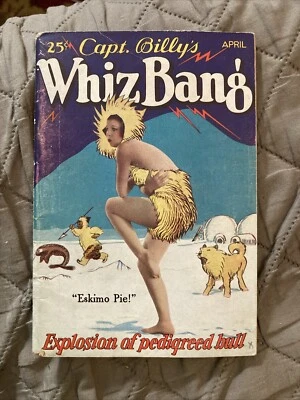 25¢ Capt. Billy's APRIL
Whiz Bang
"Eskimo Pie!"
Explosion of pedigreed bull